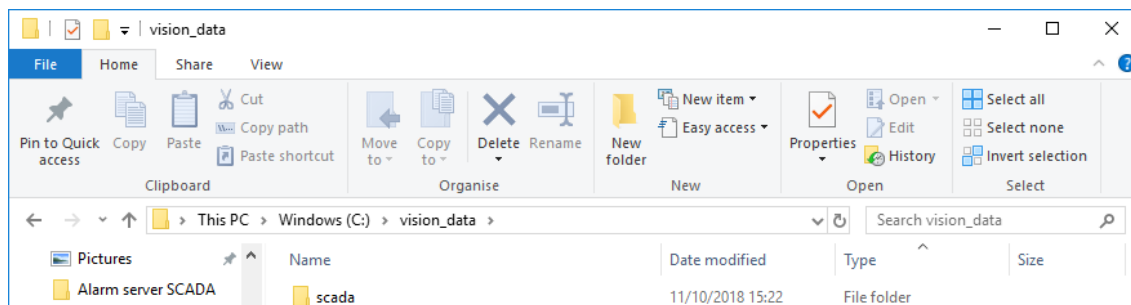 vision_data
File Home Share View
Pin to Quick access
Copy
Paste
Cut
Copy path
Paste shortcut
Clipboard
Move to
Copy to
Delete
Rename
Organise
New folder
New item
Easy access
New
Properties
Open
Edit
History
Open
Select all
Select none
Invert selection
Select
This PC > Windows (C:) > vision_data >
Search vision_data
Pictures
Alarm server SCADA
Name Date modified Type Size
scada 11/10/2018 15:22 File folder